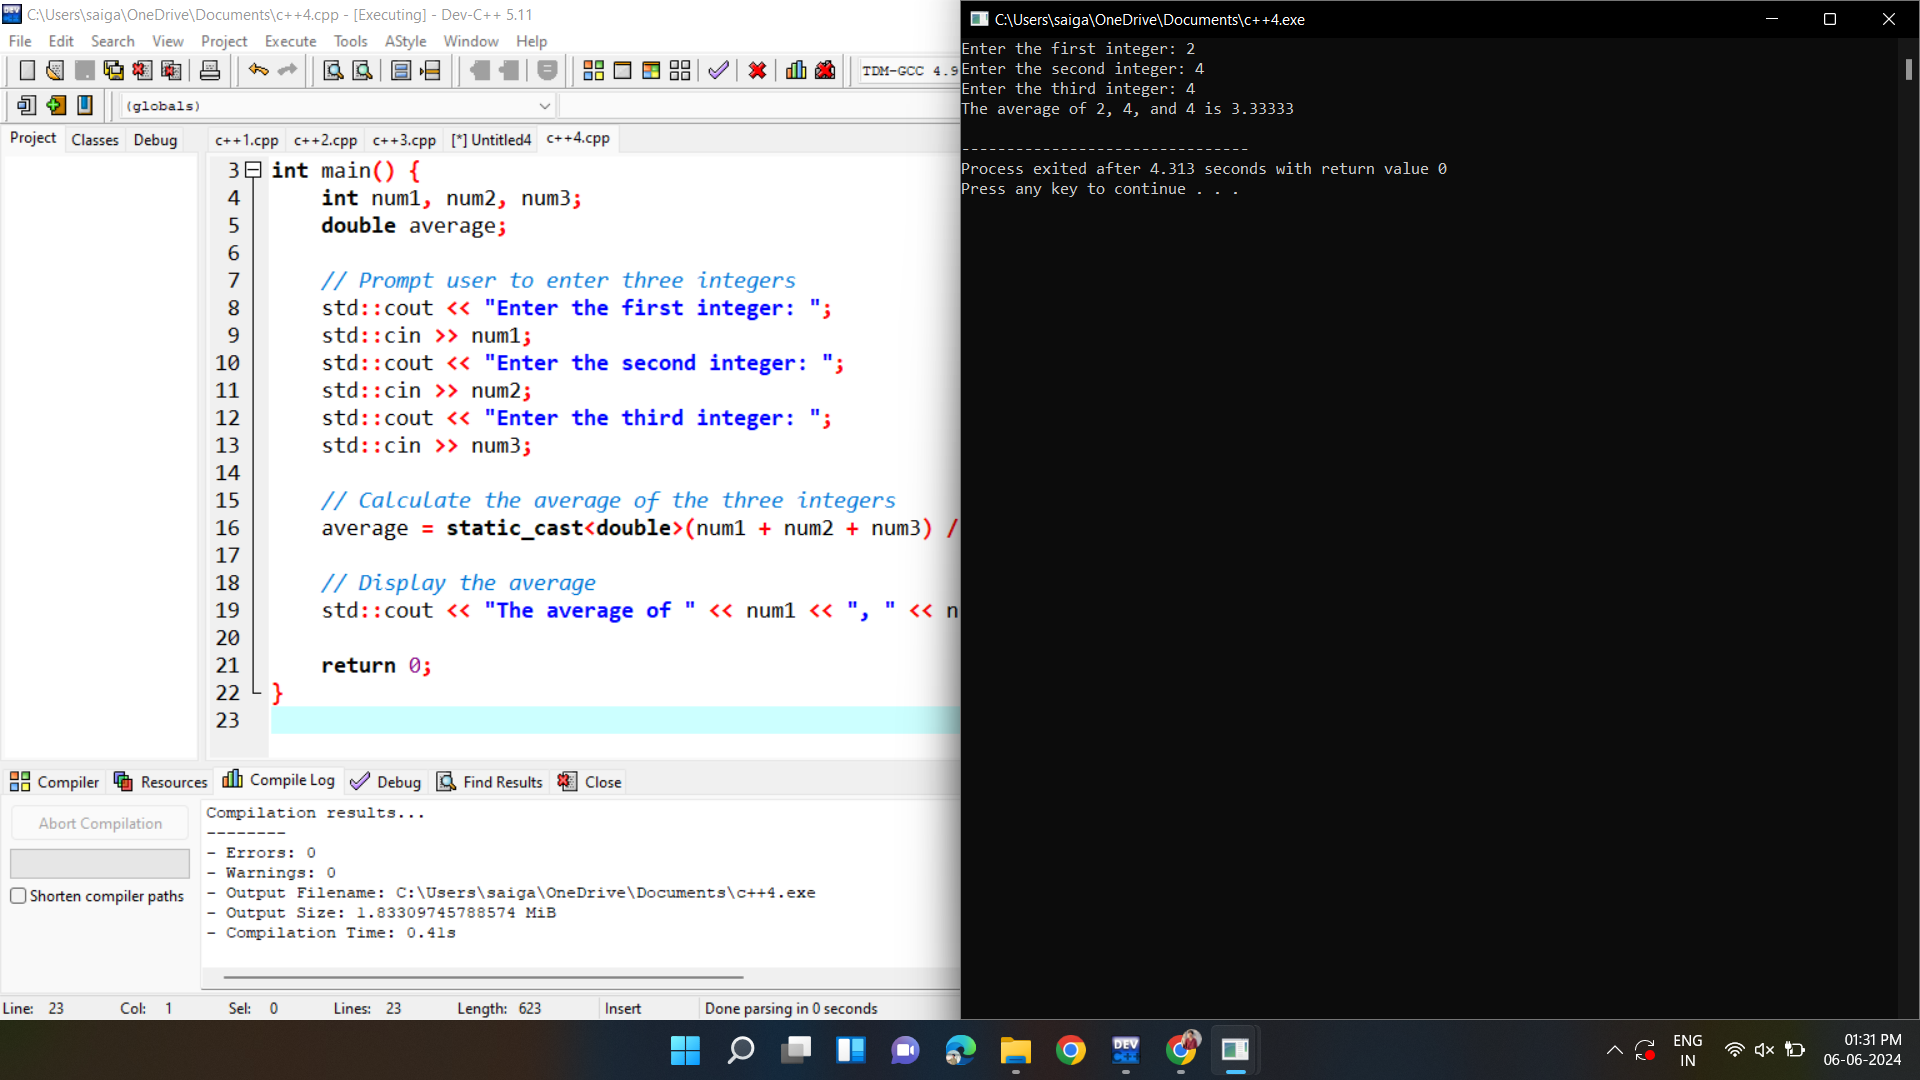 C:\Users\saiga\OneDrive\Documents\c++4.cpp - [Executing] - Dev-C++ 5.11
File Edit Search View Project Execute Tools AStyle Window Help
TDM-GCC 4.9
(globals)
Project Classes Debug
c++1.cpp c++2.cpp c++3.cpp [*] Untitled4 c++4.cpp
3 int main() {
4 int num1, num2, num3;
5 double average;
6
7 // Prompt user to enter three integers
8 std::cout << "Enter the first integer: ";
9 std::cin >> num1;
10 std::cout << "Enter the second integer: ";
11 std::cin >> num2;
12 std::cout << "Enter the third integer: ";
13 std::cin >> num3;
14
15 // Calculate the average of the three integers
16 average = static_cast<double>(num1 + num2 + num3) /
17
18 // Display the average
19 std::cout << "The average of " << num1 << ", " << n
20
21 return 0;
22 }
23
Compiler Resources Compile Log Debug Find Results Close
Abort Compilation
Shorten compiler paths
Compilation results...
--------
- Errors: 0
- Warnings: 0
- Output Filename: C:\Users\saiga\OneDrive\Documents\c++4.exe
- Output Size: 1.83309745788574 MiB
- Compilation Time: 0.41s
Line: 23 Col: 1 Sel: 0 Lines: 23 Length: 623 Insert Done parsing in 0 seconds
C:\Users\saiga\OneDrive\Documents\c++4.exe
Enter the first integer: 2
Enter the second integer: 4
Enter the third integer: 4
The average of 2, 4, and 4 is 3.33333
--------------------------------
Process exited after 4.313 seconds with return value 0
Press any key to continue . . .
DEV
C++
ENG
IN
01:31 PM
06-06-2024